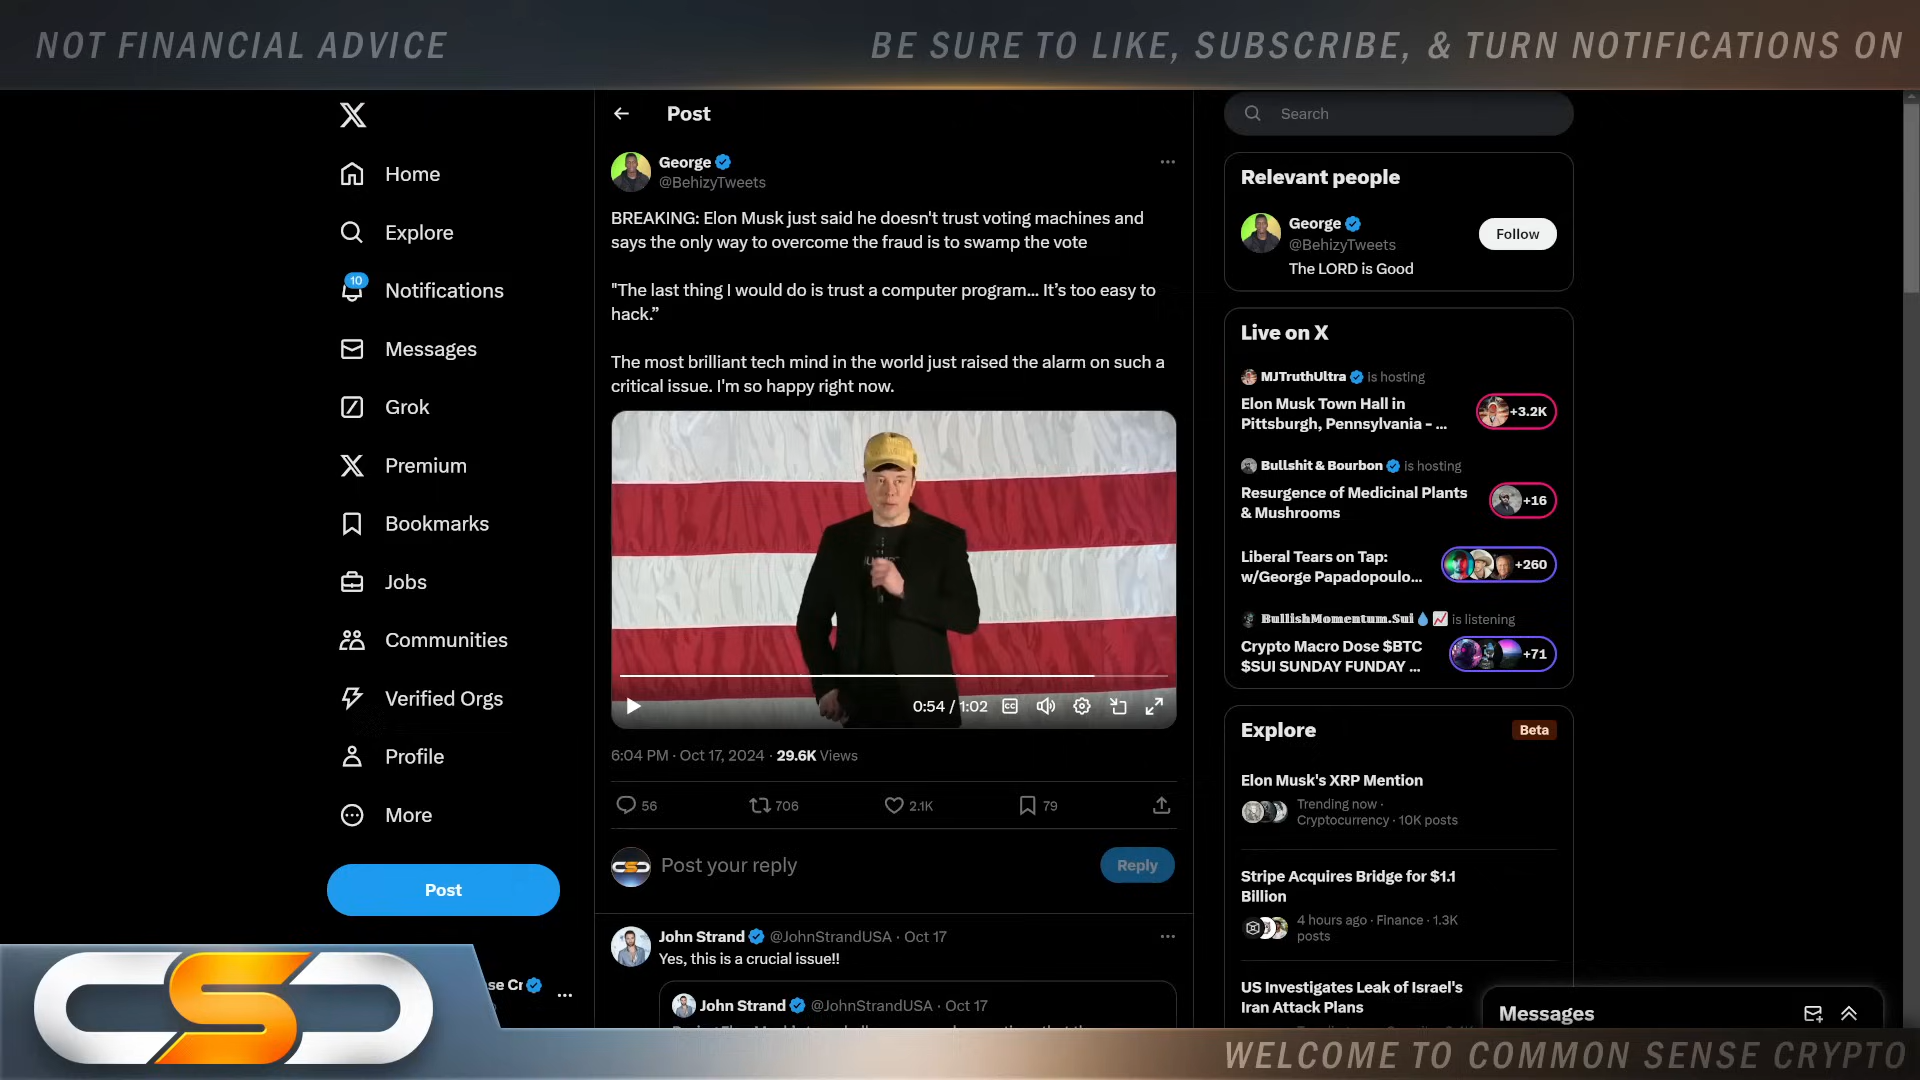 NOT FINANCIAL ADVICE
BE SURE TO LIKE, SUBSCRIBE, & TURN NOTIFICATIONS ON
Home
Explore
10
Notifications
Messages
Grok
Premium
Bookmarks
Jobs
Communities
Verified Orgs
Profile
More
Post
se Cr
Post
George
@BehizyTweets
BREAKING: Elon Musk just said he doesn't trust voting machines and
says the only way to overcome the fraud is to swamp the vote
"The last thing I would do is trust a computer program... It’s too easy to
hack.”
The most brilliant tech mind in the world just raised the alarm on such a
critical issue. I'm so happy right now.
0:54 / 1:02
CC
6:04 PM · Oct 17, 2024 · 29.6K Views
56
706
2.1K
79
Post your reply
Reply
John Strand @JohnStrandUSA · Oct 17
Yes, this is a crucial issue!!
John Strand @JohnStrandUSA · Oct 17
Search
Relevant people
George
@BehizyTweets
Follow
The LORD is Good
Live on X
MJTruthUltra is hosting
Elon Musk Town Hall in
Pittsburgh, Pennsylvania - ...
+3.2K
Bullshit & Bourbon is hosting
Resurgence of Medicinal Plants
& Mushrooms
+16
Liberal Tears on Tap:
w/George Papadopoulo...
+260
BullishMomentum.Sui is listening
Crypto Macro Dose $BTC
$SUI SUNDAY FUNDAY ...
+71
Explore
Beta
Elon Musk's XRP Mention
Trending now ·
Cryptocurrency · 10K posts
Stripe Acquires Bridge for $1.1
Billion
4 hours ago · Finance · 1.3K
posts
US Investigates Leak of Israel's
Iran Attack Plans
Messages
CSC
WELCOME TO COMMON SENSE CRYPTO